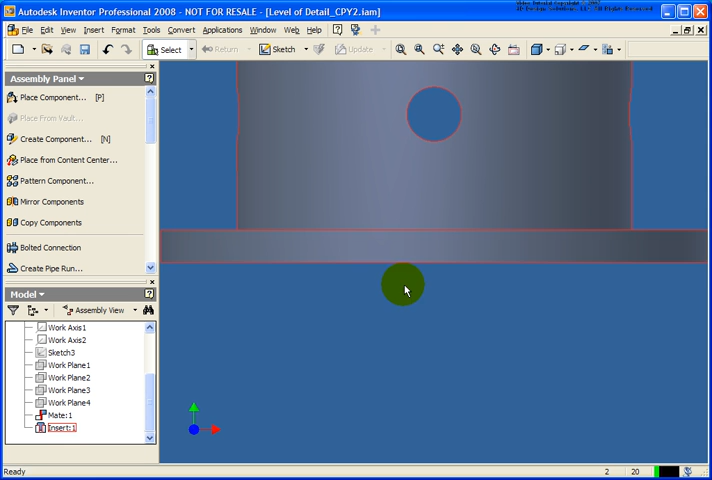 Autodesk Inventor Professional 2008 - NOT FOR RESALE - [Level of Detail_CPY2.iam]
File Edit View Insert Format Tools Convert Applications Window Web Help
Select Return Sketch Update
Assembly Panel
Place Component... [P]
Place From Vault...
Create Component... [N]
Place from Content Center...
Pattern Component...
Mirror Components
Copy Components
Bolted Connection
Create Pipe Run...
Model
Assembly View
Work Axis1
Work Axis2
Sketch3
Work Plane1
Work Plane2
Work Plane3
Work Plane4
Mate:1
Insert:1
Ready 2 20